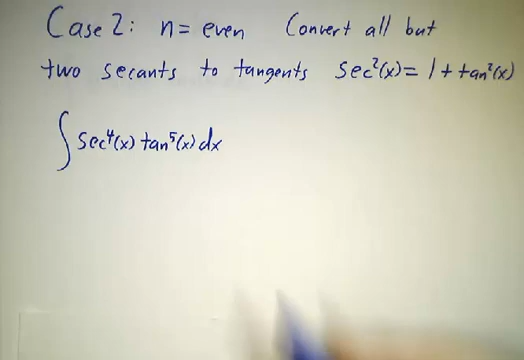 Case 2: n = even Convert all but
two secants to tangents sec²(x) = 1 + tan²(x)
∫ sec⁴(x) tan⁵(x) dx